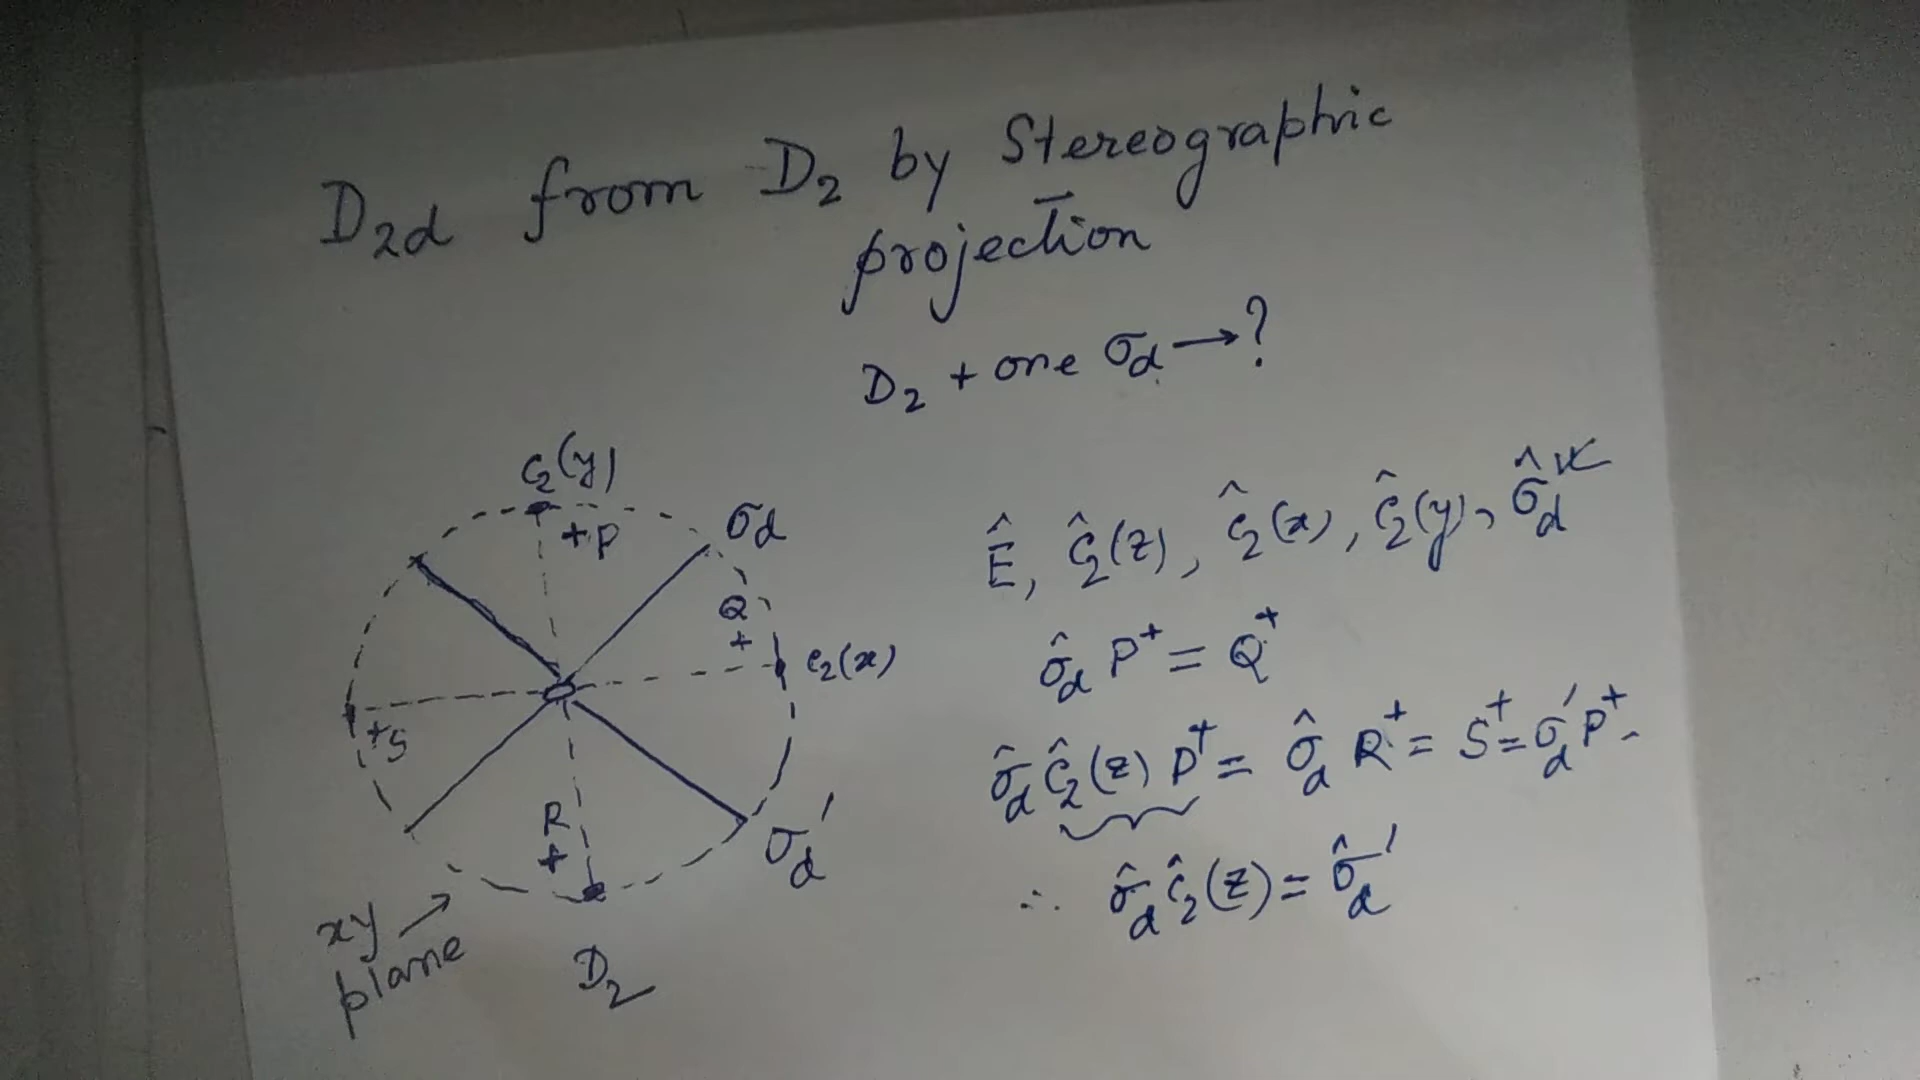 D₂d from D₂ by Stereographic
projection
D₂ + one σd → ?
C₂(y)
+P
σd
Q
+
C₂(x)
+S
R
+
σd'
xy
plane
D₂
Ê, Ĉ₂(z), Ĉ₂(x), Ĉ₂(y), σ̂d
σ̂d P⁺ = Q⁺
σ̂d Ĉ₂(z) P⁺ = σ̂d R⁺ = S⁺ = σd' P⁺
∴ σ̂d Ĉ₂(z) = σ̂d'